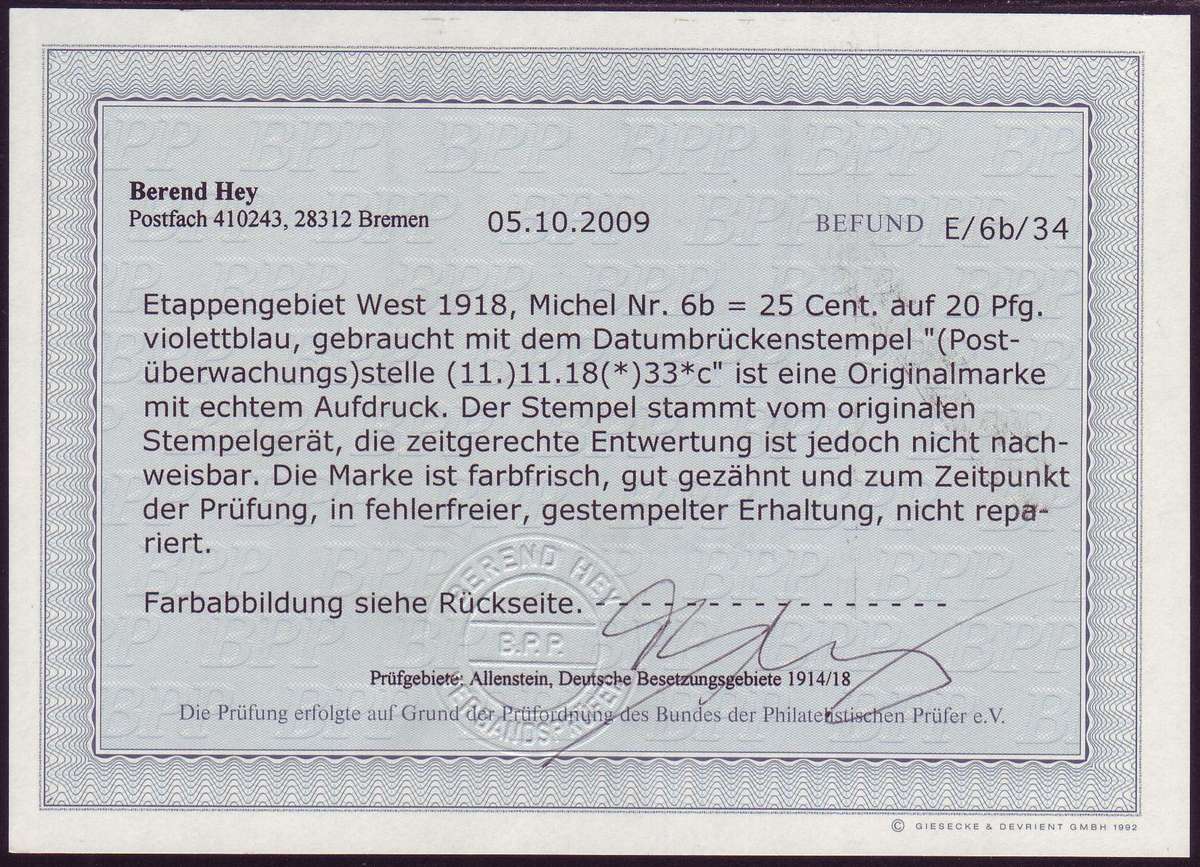 Berend Hey
Postfach 410243, 28312 Bremen 05.10.2009 BEFUND E/6b/34
Etappengebiet West 1918, Michel Nr. 6b = 25 Cent. auf 20 Pfg.
violettblau, gebraucht mit dem Datumbrückenstempel "(Post-
überwachungs)stelle (11.)11.18(*)33*c" ist eine Originalmarke
mit echtem Aufdruck. Der Stempel stammt vom originalen
Stempelgerät, die zeitgerechte Entwertung ist jedoch nicht nach-
weisbar. Die Marke ist farbfrisch, gut gezähnt und zum Zeitpunkt
der Prüfung, in fehlerfreier, gestempelter Erhaltung, nicht repa-
riert.
BEREND HEY
Farbabbildung siehe Rückseite. - - - - - - - - - - - - - - - -
B.P.P.
Prüfgebiete: Allenstein, Deutsche Besetzungsgebiete 1914/18
VERBANDSPRÜFER
Die Prüfung erfolgte auf Grund der Prüfordnung des Bundes der Philatelistischen Prüfer e.V.
© GIESECKE & DEVRIENT GMBH 1992